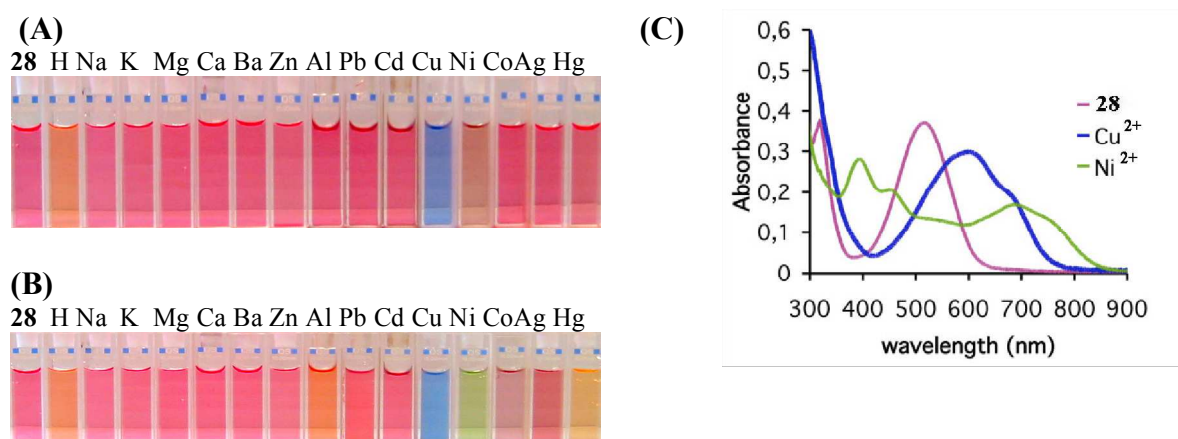 (A)
28 H Na K Mg Ca Ba Zn Al Pb Cd Cu Ni CoAg Hg
(B)
28 H Na K Mg Ca Ba Zn Al Pb Cd Cu Ni CoAg Hg
(C)
0,6
0,5
0,4
0,3
0,2
0,1
0
Absorbance
300 400 500 600 700 800 900
wavelength (nm)
28
Cu2+
Ni2+